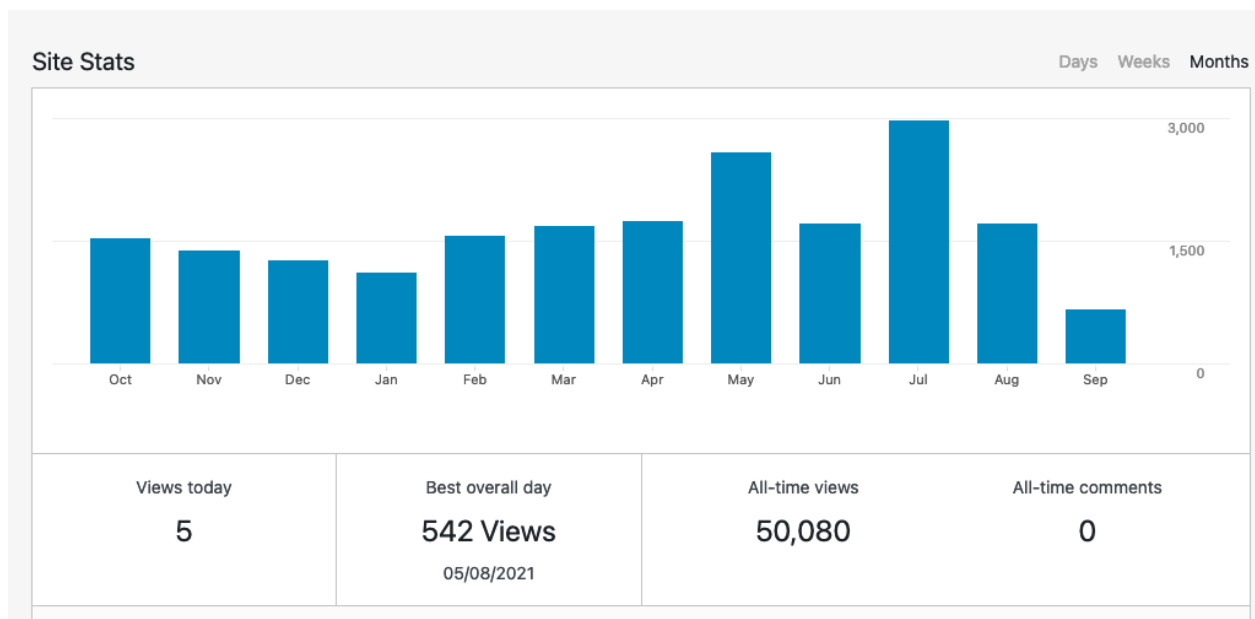 Site Stats
Days Weeks Months
3,000
1,500
0
Oct Nov Dec Jan Feb Mar Apr May Jun Jul Aug Sep
Views today
5
Best overall day
542 Views
05/08/2021
All-time views
50,080
All-time comments
0